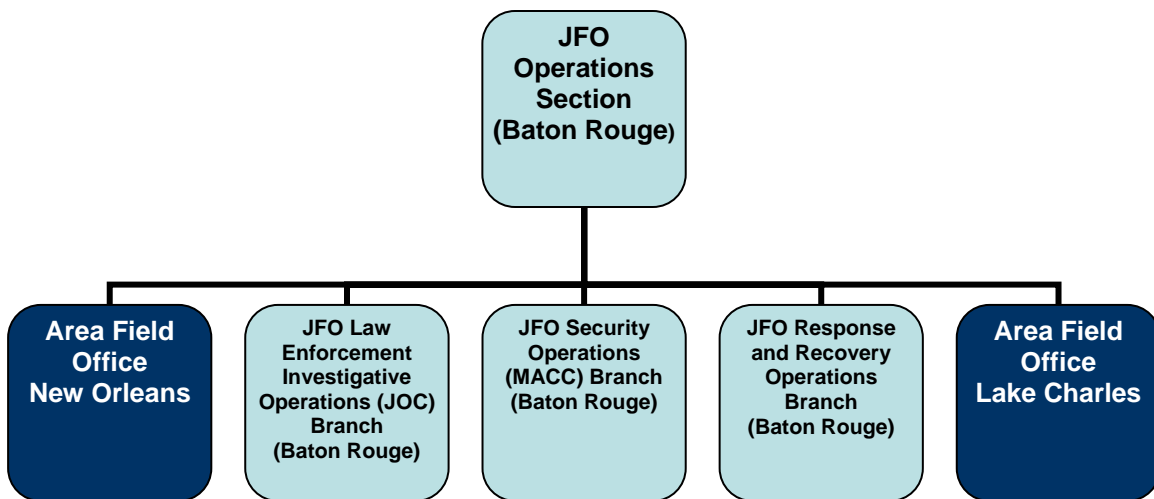 JFO
Operations
Section
(Baton Rouge)
Area Field
Office
New Orleans
JFO Law
Enforcement
Investigative
Operations (JOC)
Branch
(Baton Rouge)
JFO Security
Operations
(MACC) Branch
(Baton Rouge)
JFO Response
and Recovery
Operations
Branch
(Baton Rouge)
Area Field
Office
Lake Charles